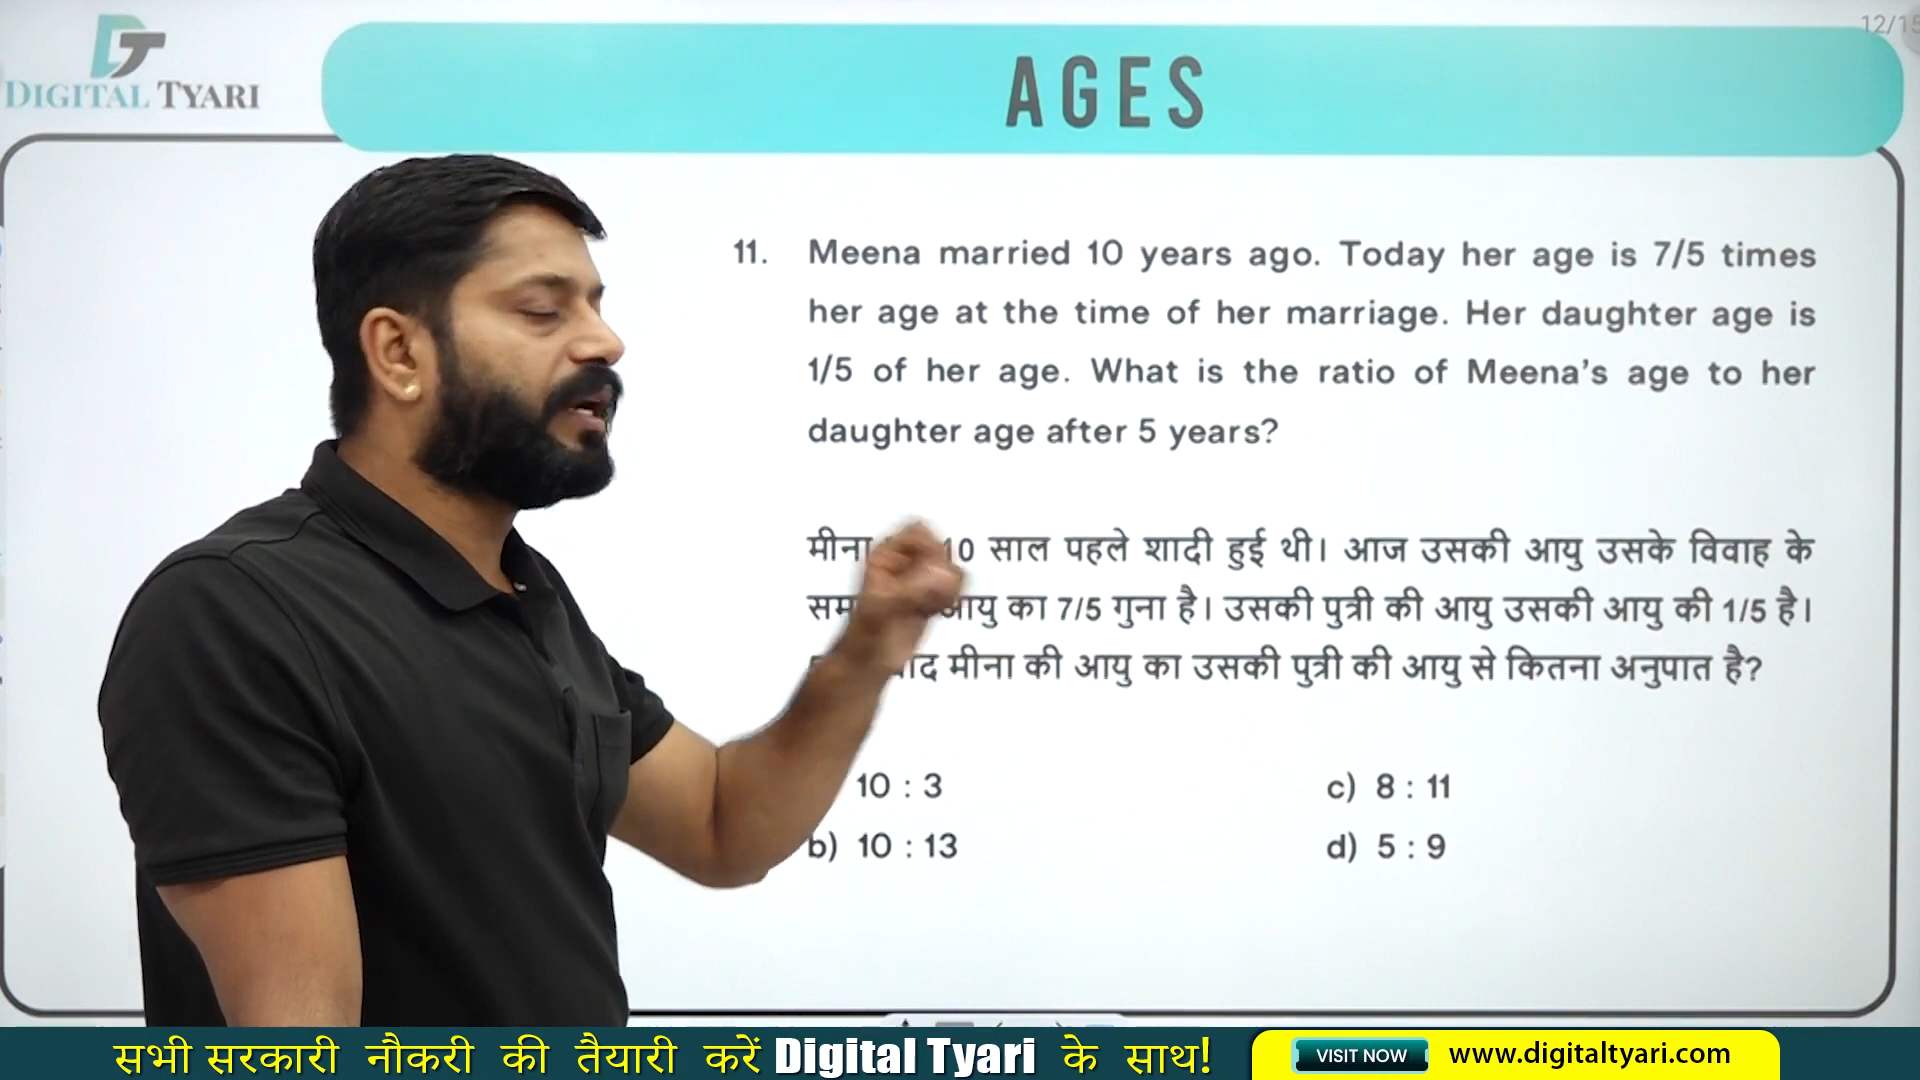 12/15
DT
DIGITAL TYARI
AGES
11. Meena married 10 years ago. Today her age is 7/5 times
her age at the time of her marriage. Her daughter age is
1/5 of her age. What is the ratio of Meena's age to her
daughter age after 5 years?
मीना 10 साल पहले शादी हुई थी। आज उसकी आयु उसके विवाह के
आयु का 7/5 गुना है। उसकी पुत्री की आयु उसकी आयु की 1/5 है।
मीना की आयु का उसकी पुत्री की आयु से कितना अनुपात है?
10 : 3
c) 8 : 11
b) 10 : 13
d) 5 : 9
सभी सरकारी नौकरी की तैयारी करें Digital Tyari के साथ!
VISIT NOW www.digitaltyari.com